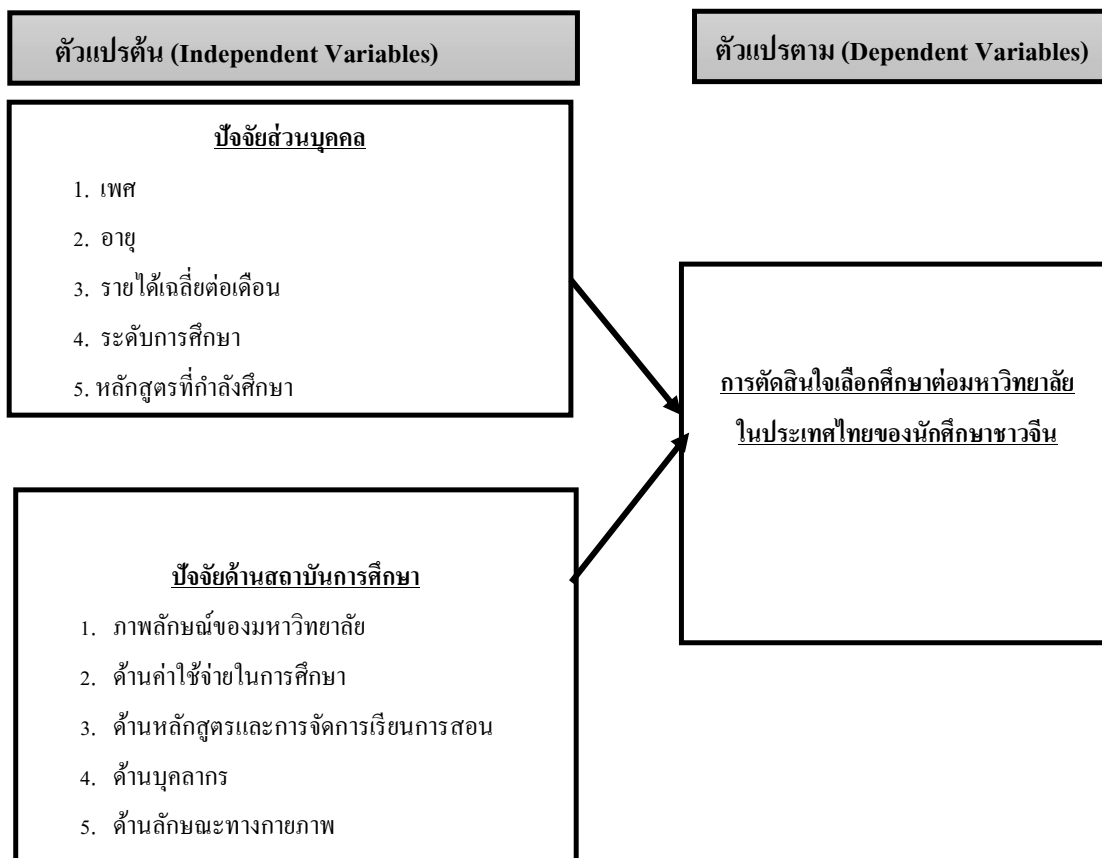 ตัวแปรต้น (Independent Variables)
ตัวแปรตาม (Dependent Variables)
ปัจจัยส่วนบุคคล
1. เพศ
2. อายุ
3. รายได้เฉลี่ยต่อเดือน
4. ระดับการศึกษา
5. หลักสูตรที่กำลังศึกษา
การตัดสินใจเลือกศึกษาต่อมหาวิทยาลัย
ในประเทศไทยของนักศึกษาชาวจีน
ปัจจัยด้านสถาบันการศึกษา
1. ภาพลักษณ์ของมหาวิทยาลัย
2. ด้านค่าใช้จ่ายในการศึกษา
3. ด้านหลักสูตรและการจัดการเรียนการสอน
4. ด้านบุคลากร
5. ด้านลักษณะทางกายภาพ